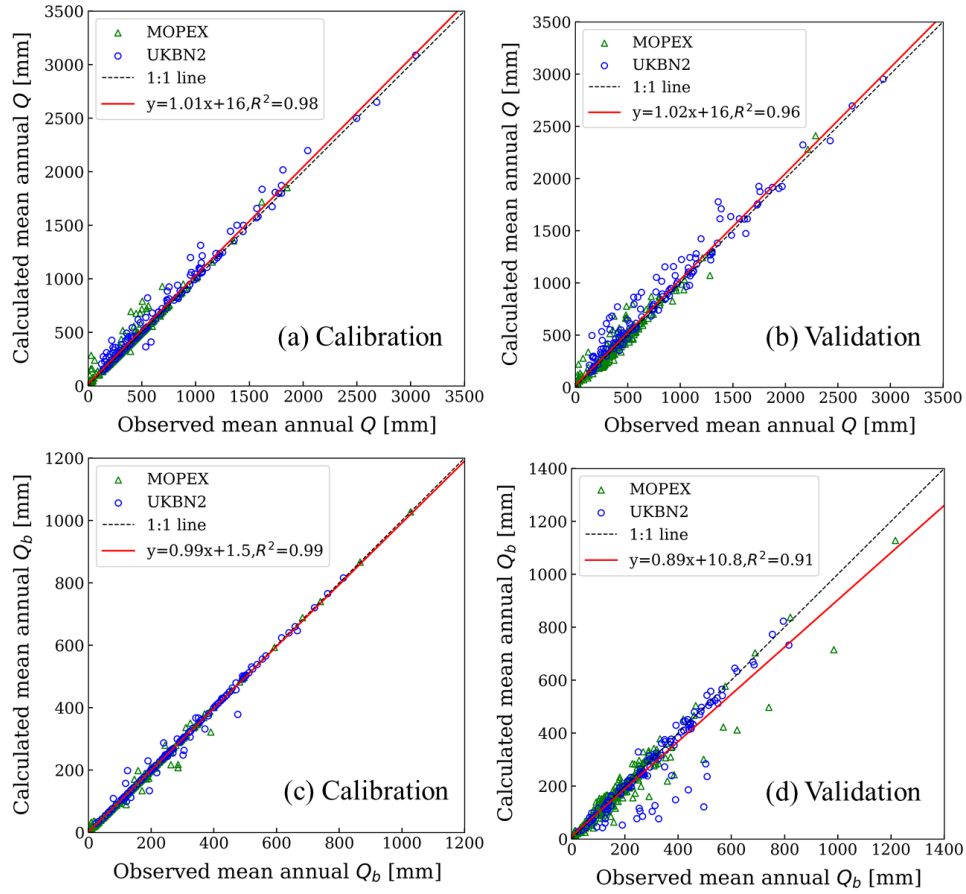 3500
3000
2500
2000
1500
1000
500
0
Calculated mean annual Q [mm]
MOPEX
UKBN2
1:1 line
y=1.01x+16,R²=0.98
(a) Calibration
0 500 1000 1500 2000 2500 3000 3500
Observed mean annual Q [mm]
3500
3000
2500
2000
1500
1000
500
0
Calculated mean annual Q [mm]
MOPEX
UKBN2
1:1 line
y=1.02x+16,R²=0.96
(b) Validation
0 500 1000 1500 2000 2500 3000 3500
Observed mean annual Q [mm]
1200
1000
800
600
400
200
0
Calculated mean annual Q_b [mm]
MOPEX
UKBN2
1:1 line
y=0.99x+1.5,R²=0.99
(c) Calibration
0 200 400 600 800 1000 1200
Observed mean annual Q_b [mm]
1400
1200
1000
800
600
400
200
0
Calculated mean annual Q_b [mm]
MOPEX
UKBN2
1:1 line
y=0.89x+10.8,R²=0.91
(d) Validation
0 200 400 600 800 1000 1200 1400
Observed mean annual Q_b [mm]